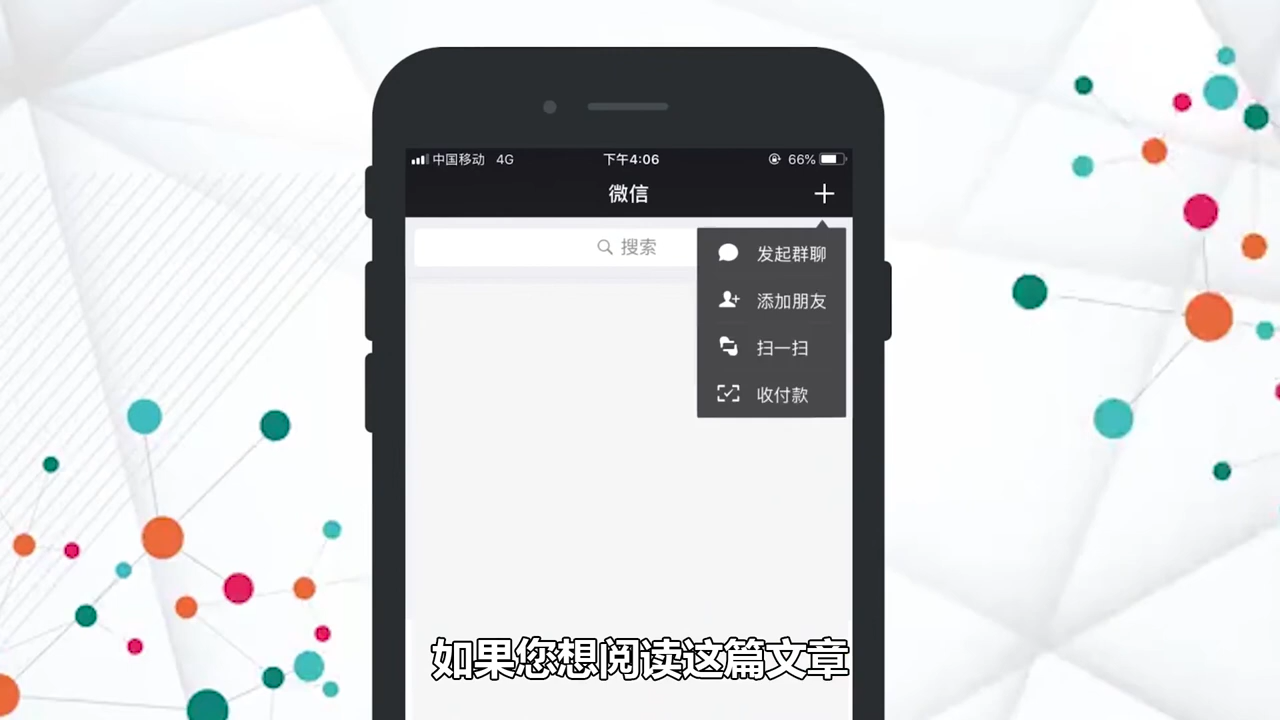 中国移动 4G 下午4:06 66%
微信
搜索
发起群聊
添加朋友
扫一扫
收付款
如果您想阅读这篇文章